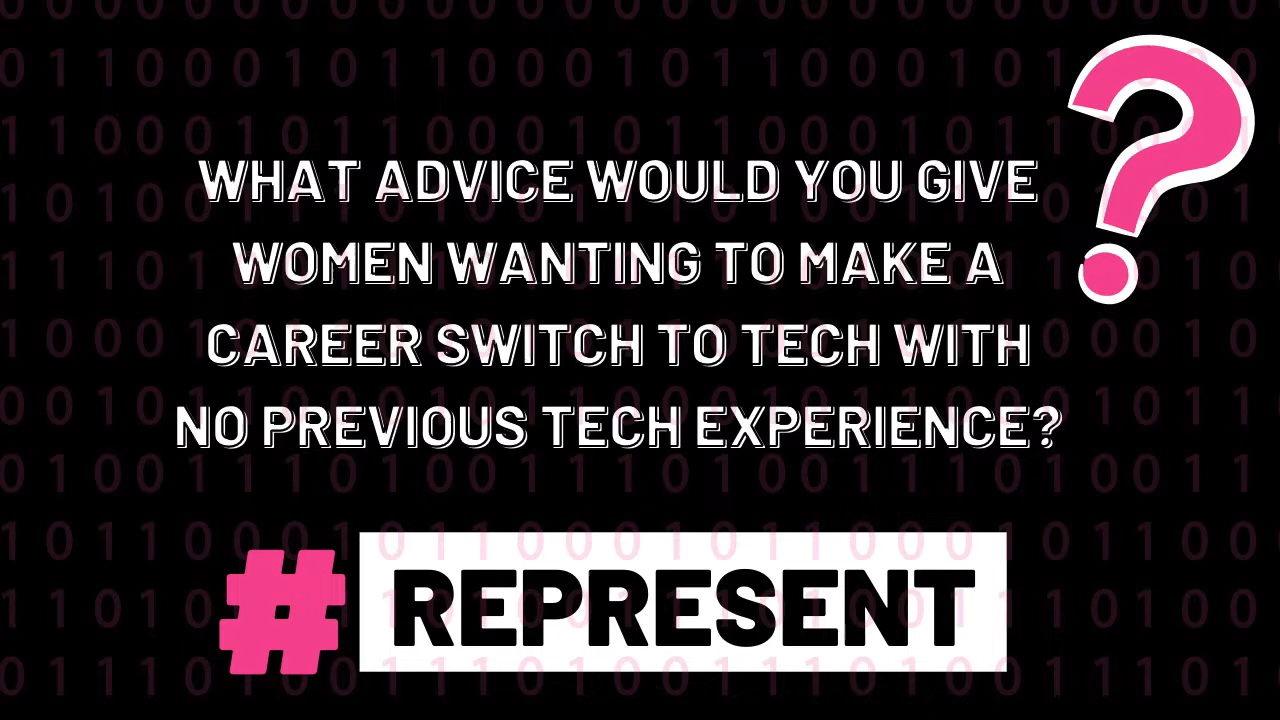 WHAT ADVICE WOULD YOU GIVE
WOMEN WANTING TO MAKE A
CAREER SWITCH TO TECH WITH
NO PREVIOUS TECH EXPERIENCE?
?
#REPRESENT